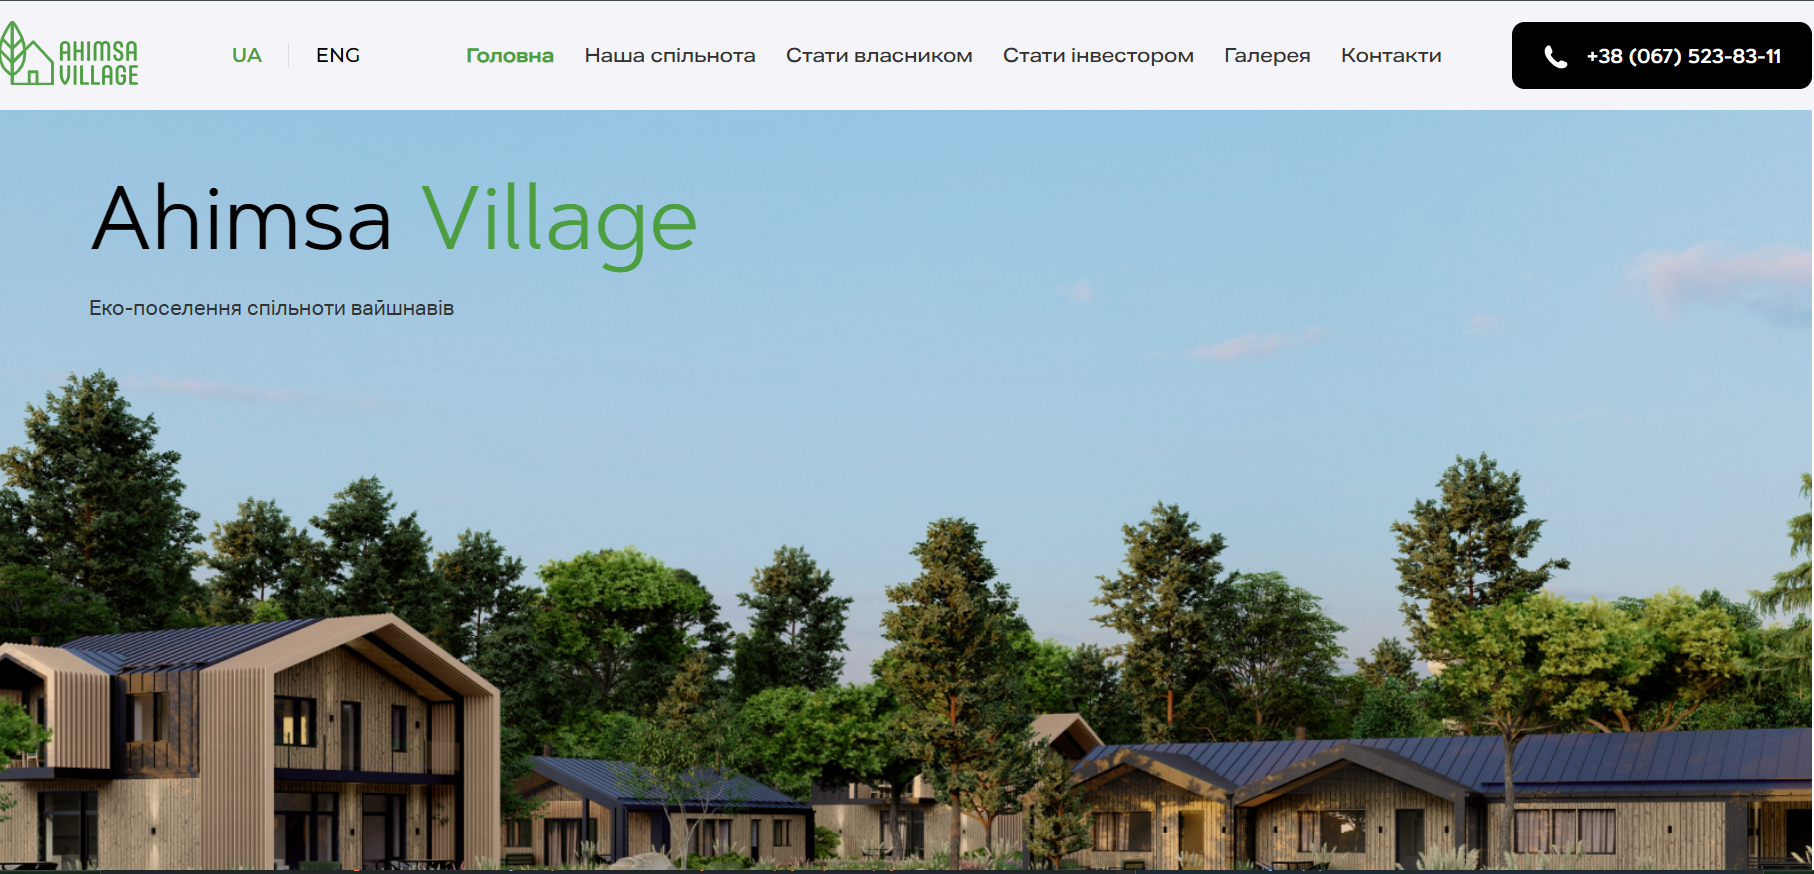 AHIMSA
VILLAGE
UA ENG Головна Наша спільнота Стати власником Стати інвестором Галерея Контакти +38 (067) 523-83-11
Ahimsa Village
Еко-поселення спільноти вайшнавів